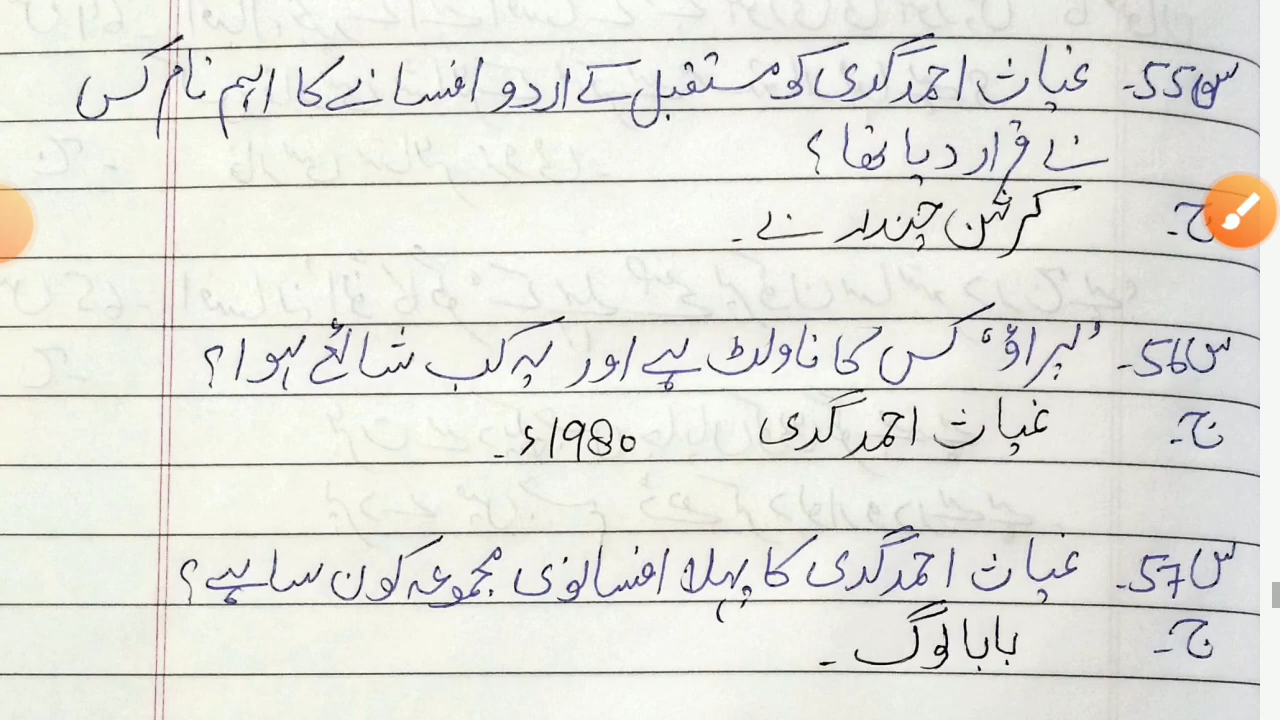 س55۔ غیاث احمد گدی کو مستقبل کے اردو افسانے کا اہم نام کس
نے قرار دیا تھا؟
ج۔ کرشن چندر نے۔
س56۔ 'پڑاؤ' کس کا ناولٹ ہے اور یہ کب شائع ہوا؟
ج۔ غیاث احمد گدی 1980ء۔
س57۔ غیاث احمد گدی کا پہلا افسانوی مجموعہ کون سا ہے؟
ج۔ بابا لوگ۔